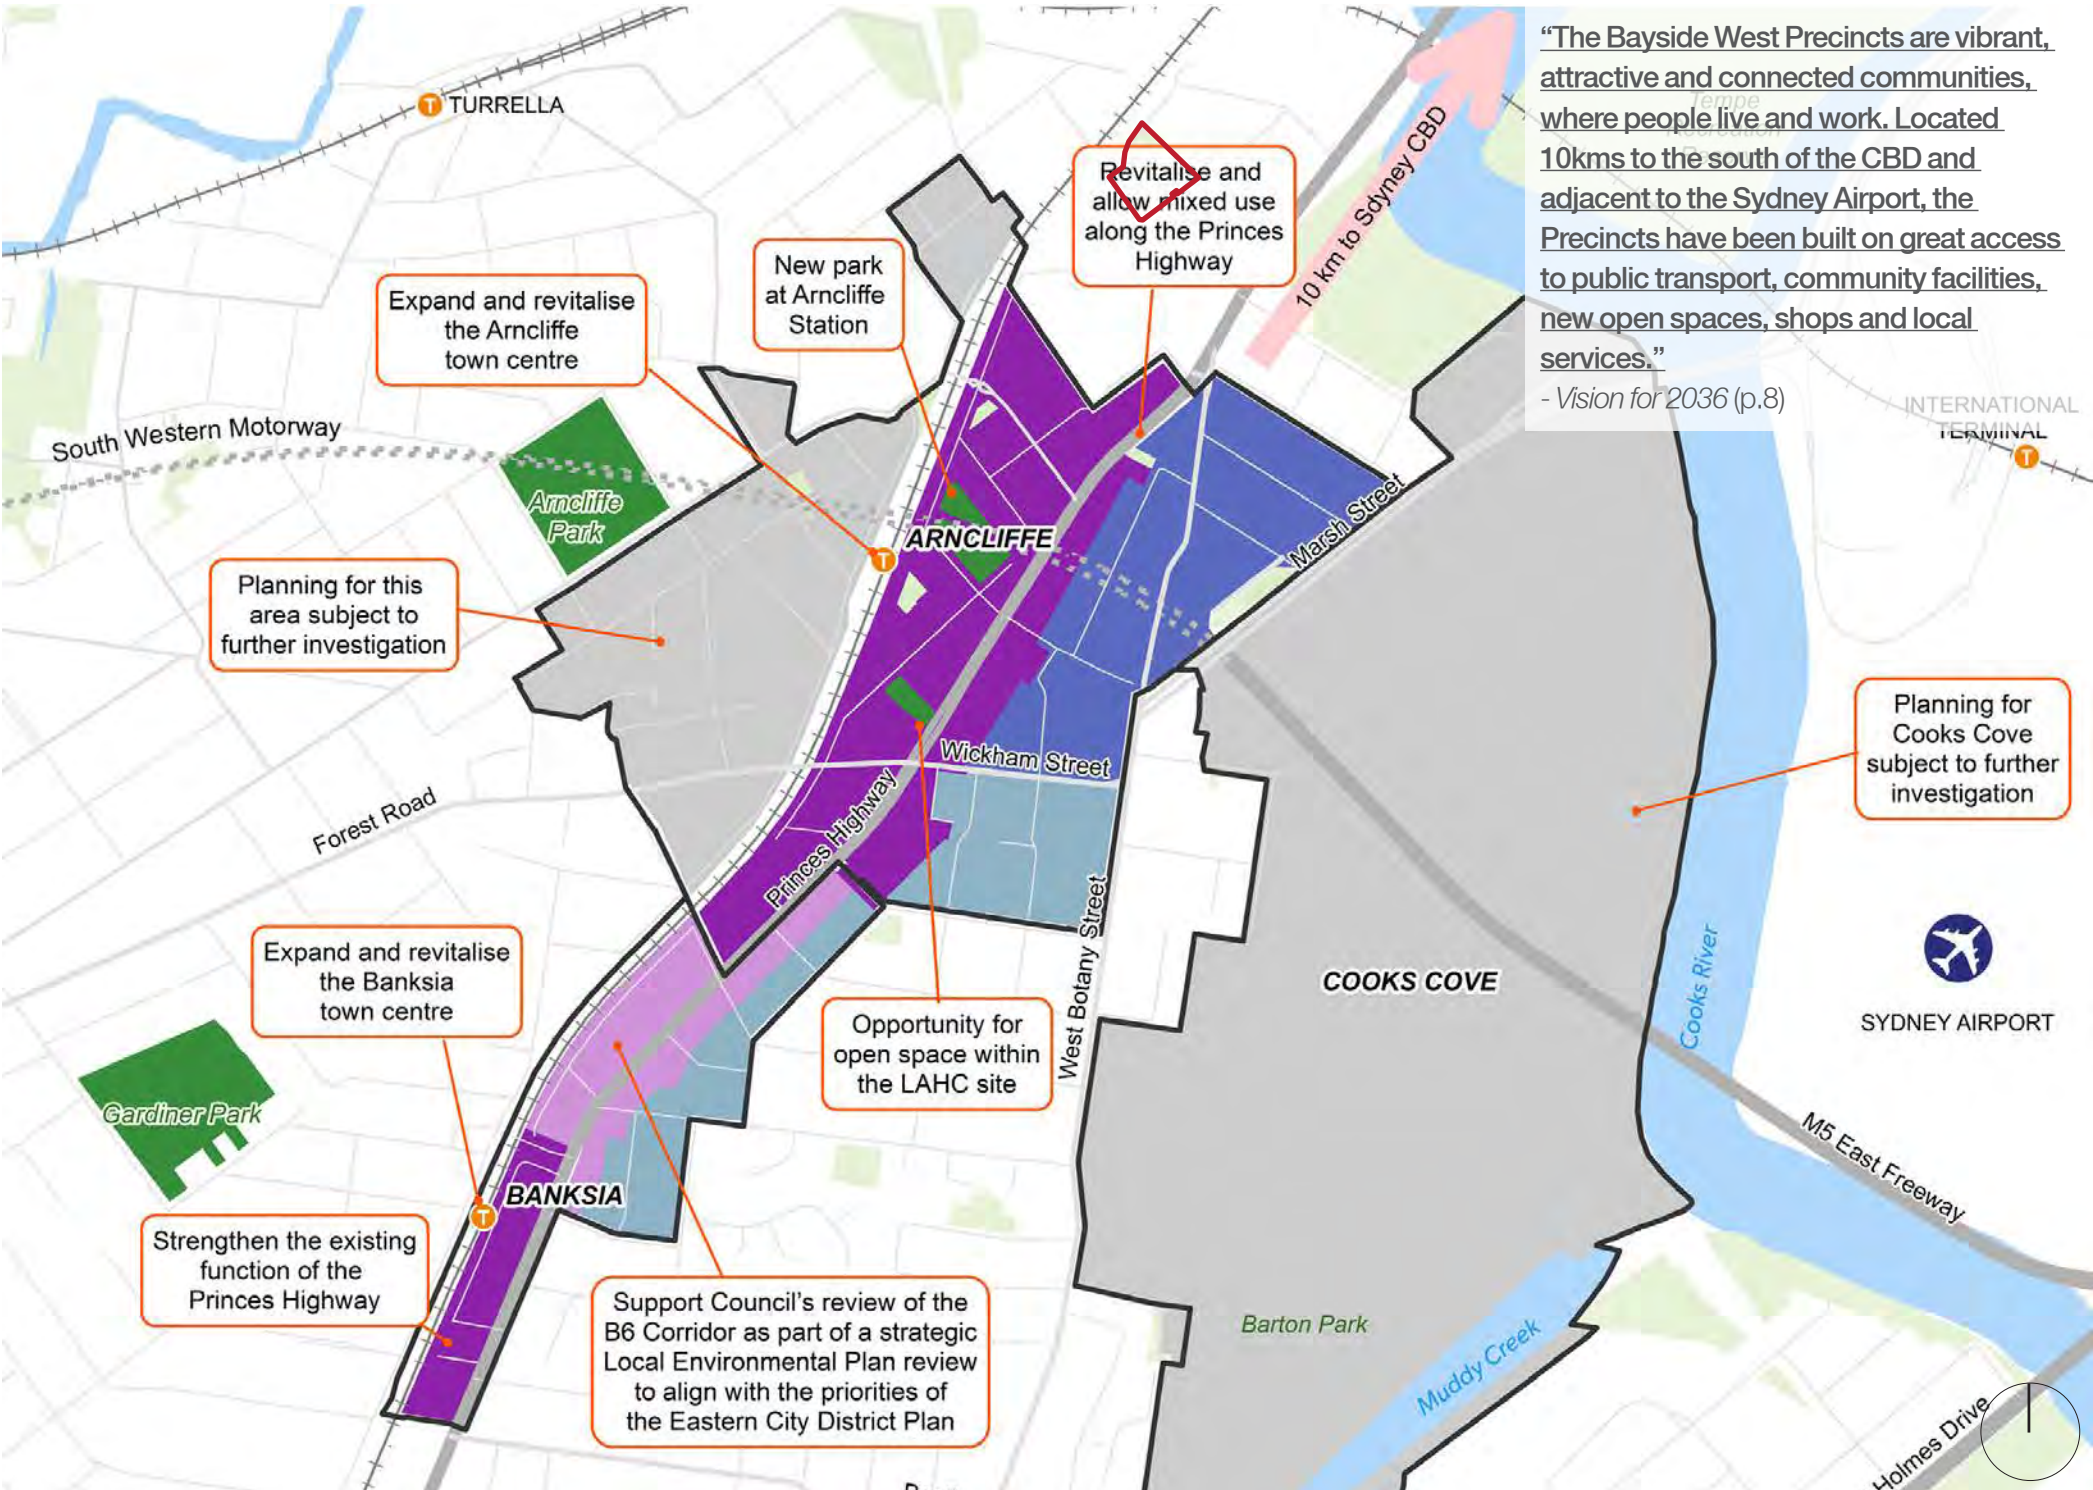 “The Bayside West Precincts are vibrant,
attractive and connected communities,
where people live and work. Located
10kms to the south of the CBD and
adjacent to the Sydney Airport, the
Precincts have been built on great access
to public transport, community facilities,
new open spaces, shops and local
services.”
- Vision for 2036 (p.8)
Tempe
Recreation
T TURRELLA
Revitalise and
allow mixed use
along the Princes
Highway
10 km to Sdyney CBD
New park
at Arncliffe
Station
Expand and revitalise
the Arncliffe
town centre
INTERNATIONAL
TERMINAL
T
South Western Motorway
Arncliffe
Park
ARNCLIFFE
T
Marsh Street
Planning for this
area subject to
further investigation
Planning for
Cooks Cove
subject to further
investigation
Wickham Street
Forest Road
Princes Highway
West Botany Street
Expand and revitalise
the Banksia
town centre
COOKS COVE
Cooks River
SYDNEY AIRPORT
Opportunity for
open space within
the LAHC site
Gardiner Park
M5 East Freeway
BANKSIA
T
Strengthen the existing
function of the
Princes Highway
Support Council’s review of the
B6 Corridor as part of a strategic
Local Environmental Plan review
to align with the priorities of
the Eastern City District Plan
Barton Park
Muddy Creek
Holmes Drive